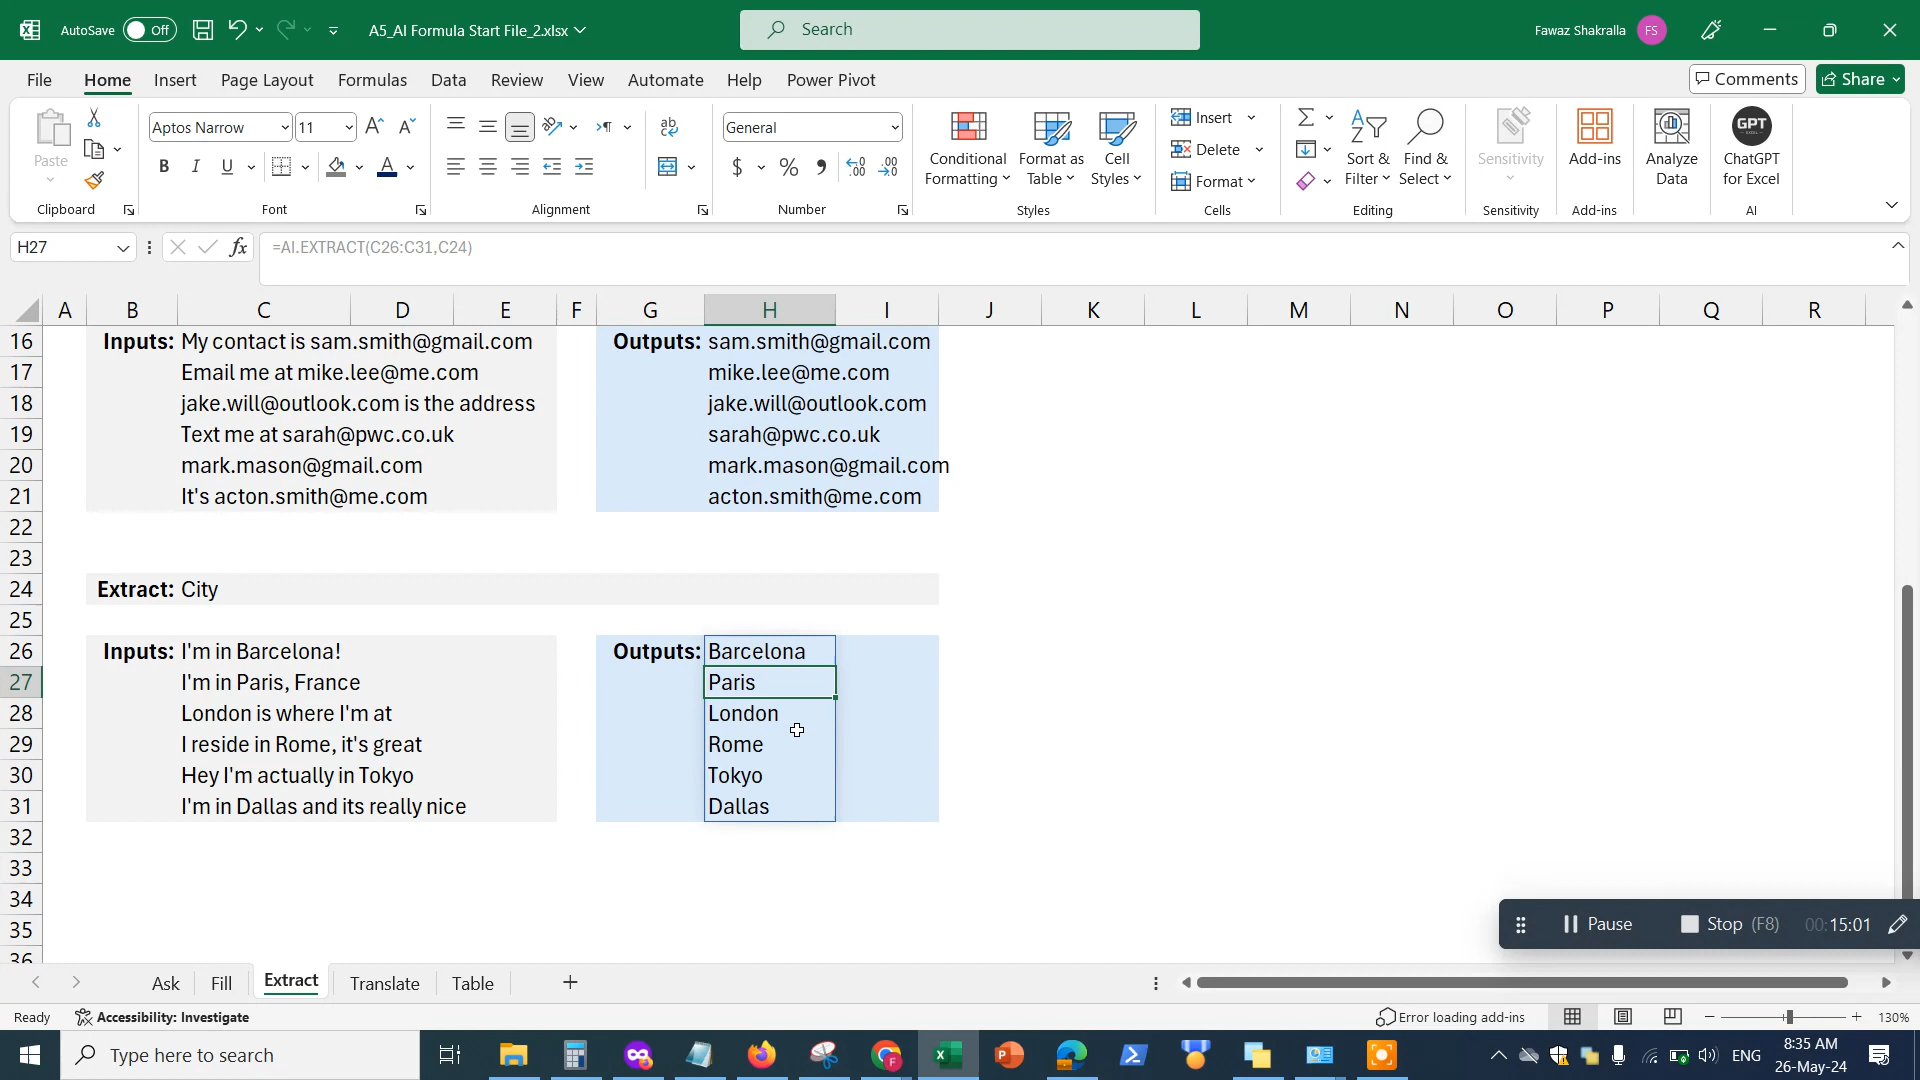 AutoSave Off A5_AI Formula Start File_2.xlsx Search Fawaz Shakralla FS
File Home Insert Page Layout Formulas Data Review View Automate Help Power Pivot Comments Share
Paste Aptos Narrow 11 General Conditional Formatting Format as Table Cell Styles Insert Delete Format Sort & Filter Find & Select Sensitivity Add-ins Analyze Data GPT EXCEL ChatGPT for Excel
B I U A $ % ,
Clipboard Font Alignment Number Styles Cells Editing Sensitivity Add-ins AI
H27 fx =AI.EXTRACT(C26:C31,C24)
A B C D E F G H I J K L M N O P Q R
16 Inputs: My contact is sam.smith@gmail.com Outputs: sam.smith@gmail.com
17 Email me at mike.lee@me.com mike.lee@me.com
18 jake.will@outlook.com is the address jake.will@outlook.com
19 Text me at sarah@pwc.co.uk sarah@pwc.co.uk
20 mark.mason@gmail.com mark.mason@gmail.com
21 It's acton.smith@me.com acton.smith@me.com
22
23
24 Extract: City
25
26 Inputs: I'm in Barcelona! Outputs: Barcelona
27 I'm in Paris, France Paris
28 London is where I'm at London
29 I reside in Rome, it's great Rome
30 Hey I'm actually in Tokyo Tokyo
31 I'm in Dallas and its really nice Dallas
32
33
34
35 Pause Stop (F8) 00:15:01
36
Ask Fill Extract Translate Table
Ready Accessibility: Investigate Error loading add-ins 130%
Type here to search ENG 8:35 AM
26-May-24